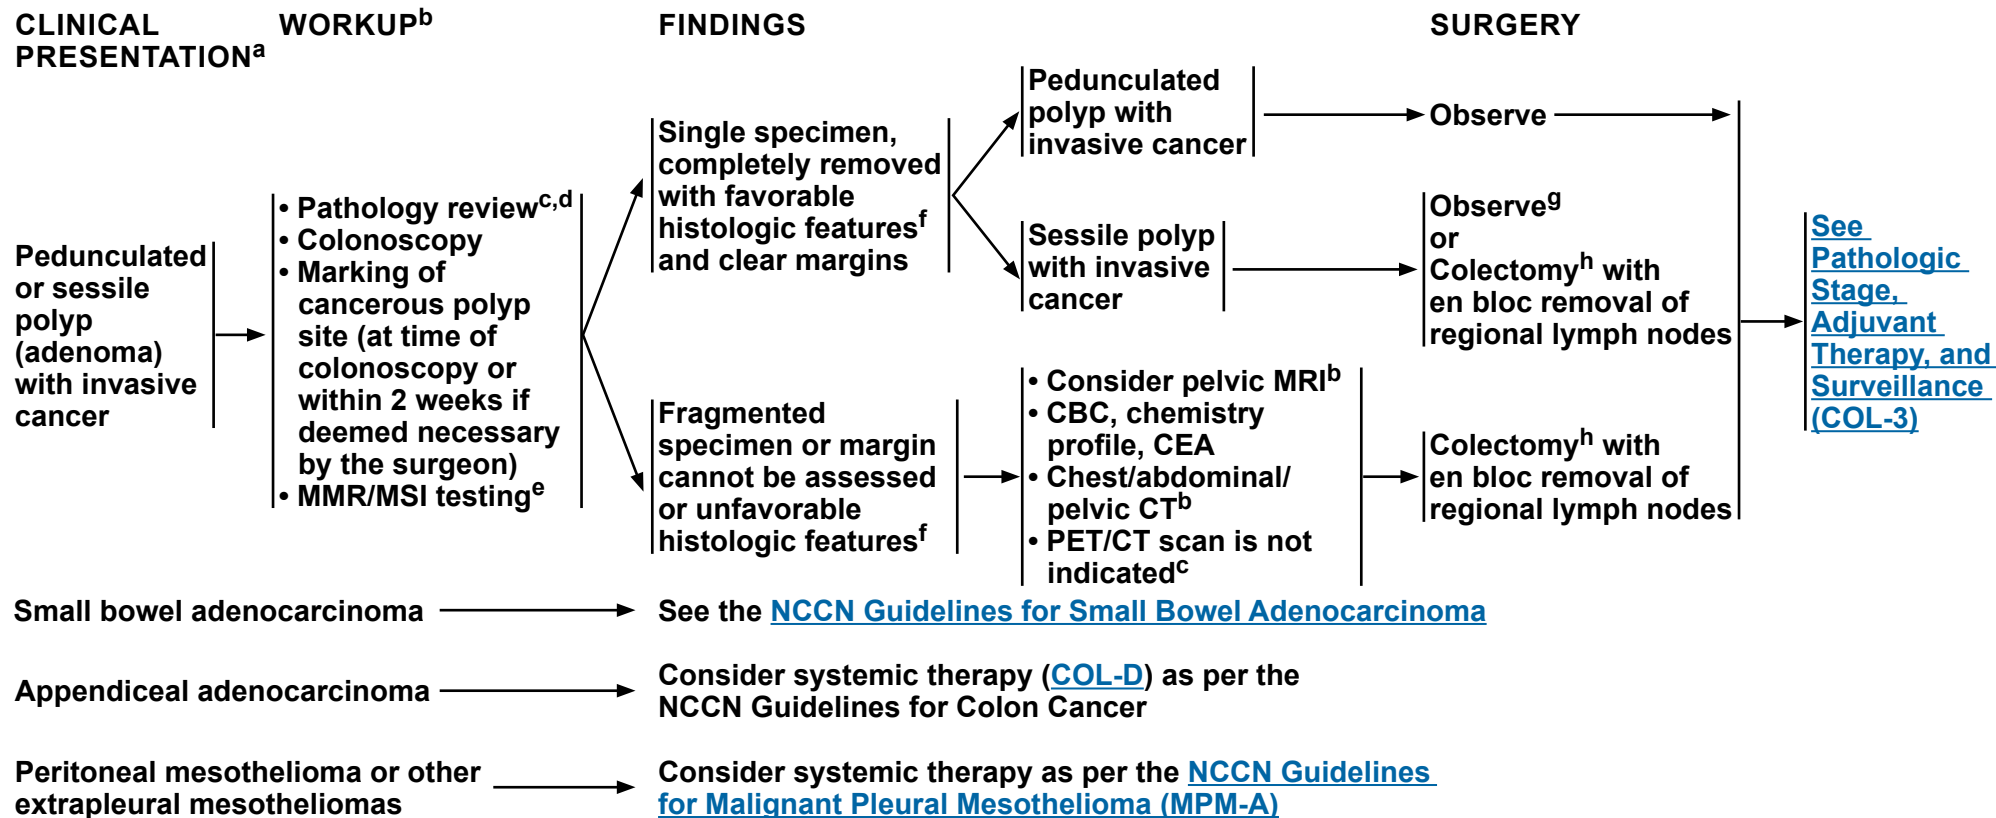 CLINICAL
PRESENTATIONa
WORKUPb
FINDINGS
SURGERY
Pedunculated
or sessile
polyp
(adenoma)
with invasive
cancer
• Pathology reviewc,d
• Colonoscopy
• Marking of
cancerous polyp
site (at time of
colonoscopy or
within 2 weeks if
deemed necessary
by the surgeon)
• MMR/MSI testinge
Single specimen,
completely removed
with favorable
histologic featuresf
and clear margins
Fragmented
specimen or margin
cannot be assessed
or unfavorable
histologic featuresf
Pedunculated
polyp with
invasive cancer
Sessile polyp
with invasive
cancer
• Consider pelvic MRIb
• CBC, chemistry
profile, CEA
• Chest/abdominal/
pelvic CTb
• PET/CT scan is not
indicatedc
Observe
Observeg
or
Colectomyh with
en bloc removal of
regional lymph nodes
Colectomyh with
en bloc removal of
regional lymph nodes
See
Pathologic
Stage,
Adjuvant
Therapy, and
Surveillance
(COL-3)
Small bowel adenocarcinoma
See the NCCN Guidelines for Small Bowel Adenocarcinoma
Appendiceal adenocarcinoma
Consider systemic therapy (COL-D) as per the
NCCN Guidelines for Colon Cancer
Peritoneal mesothelioma or other
extrapleural mesotheliomas
Consider systemic therapy as per the NCCN Guidelines
for Malignant Pleural Mesothelioma (MPM-A)